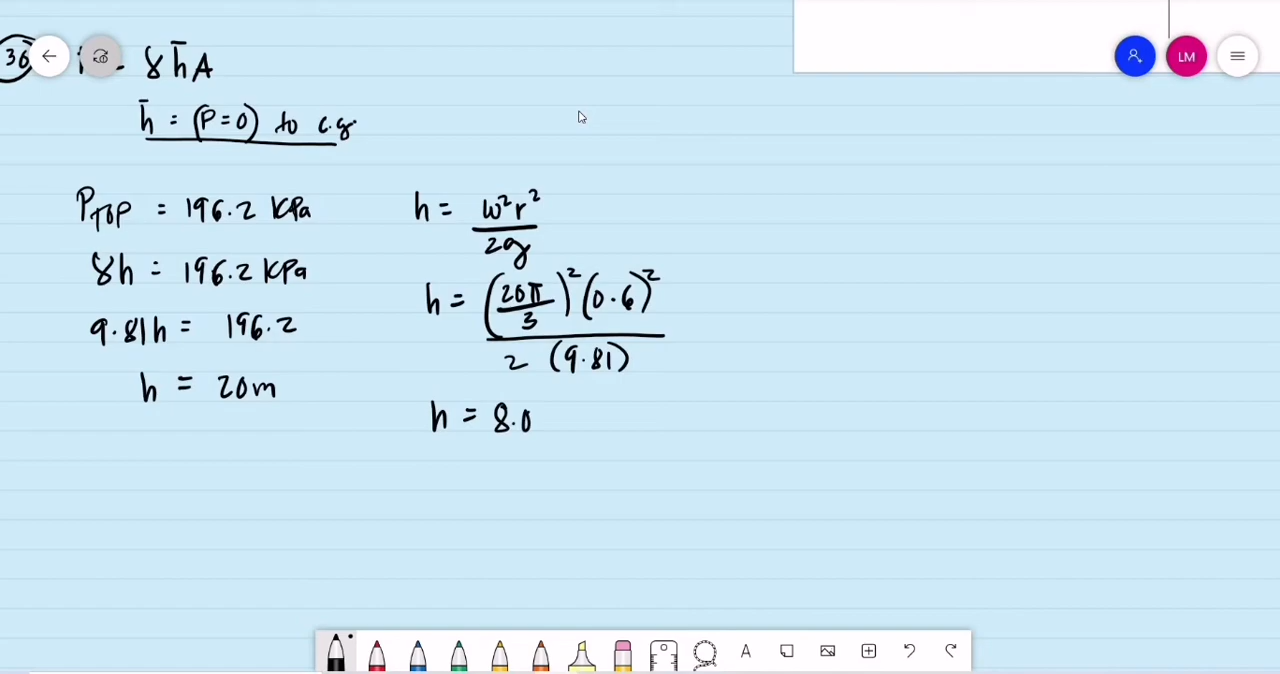 36 = γh̄A
h̄ = (P=0) to c.g.
P_TOP = 196.2 KPa
γh = 196.2 KPa
9.81h = 196.2
h = 20m
h = ω²r² / 2g
h = (20π/3)²(0.6)² / 2(9.81)
h = 8.0
LM
A